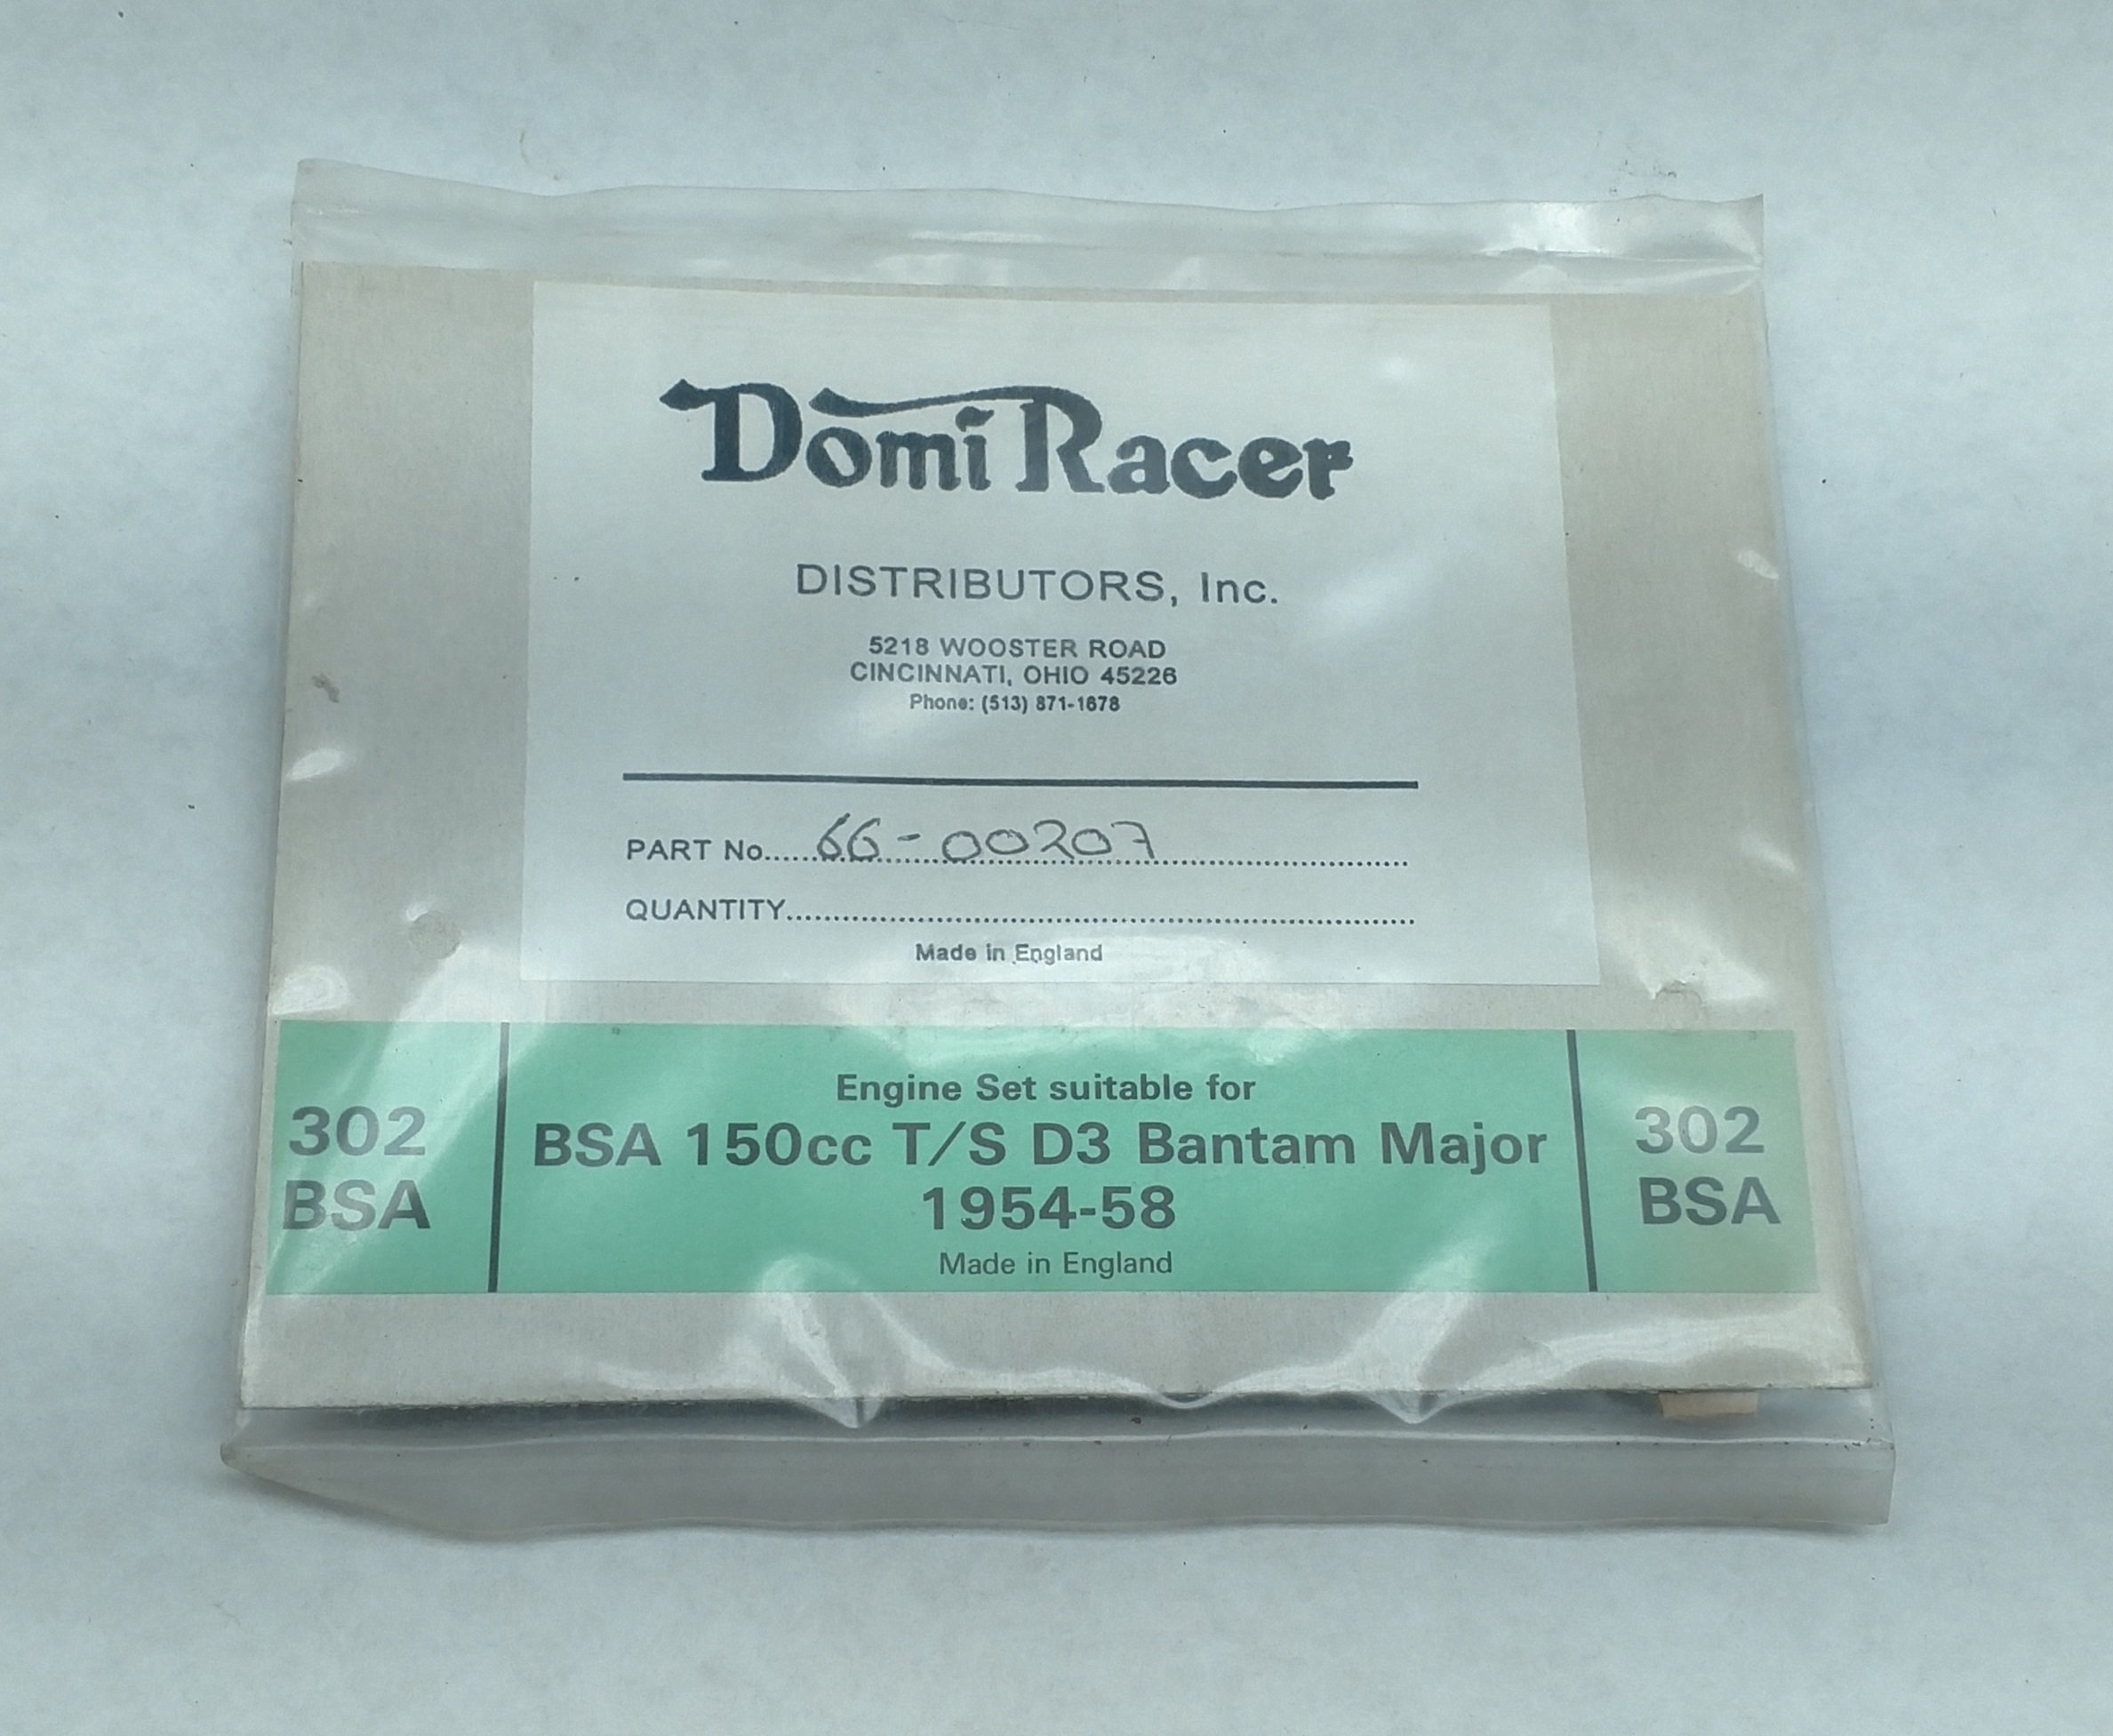 Domi Racer
DISTRIBUTORS, Inc.
5218 WOOSTER ROAD
CINCINNATI, OHIO 45226
Phone: (513) 871-1678
PART No......66-00207..............................
QUANTITY............................................................
Made in England
302
BSA
Engine Set suitable for
BSA 150cc T/S D3 Bantam Major
1954-58
Made in England
302
BSA